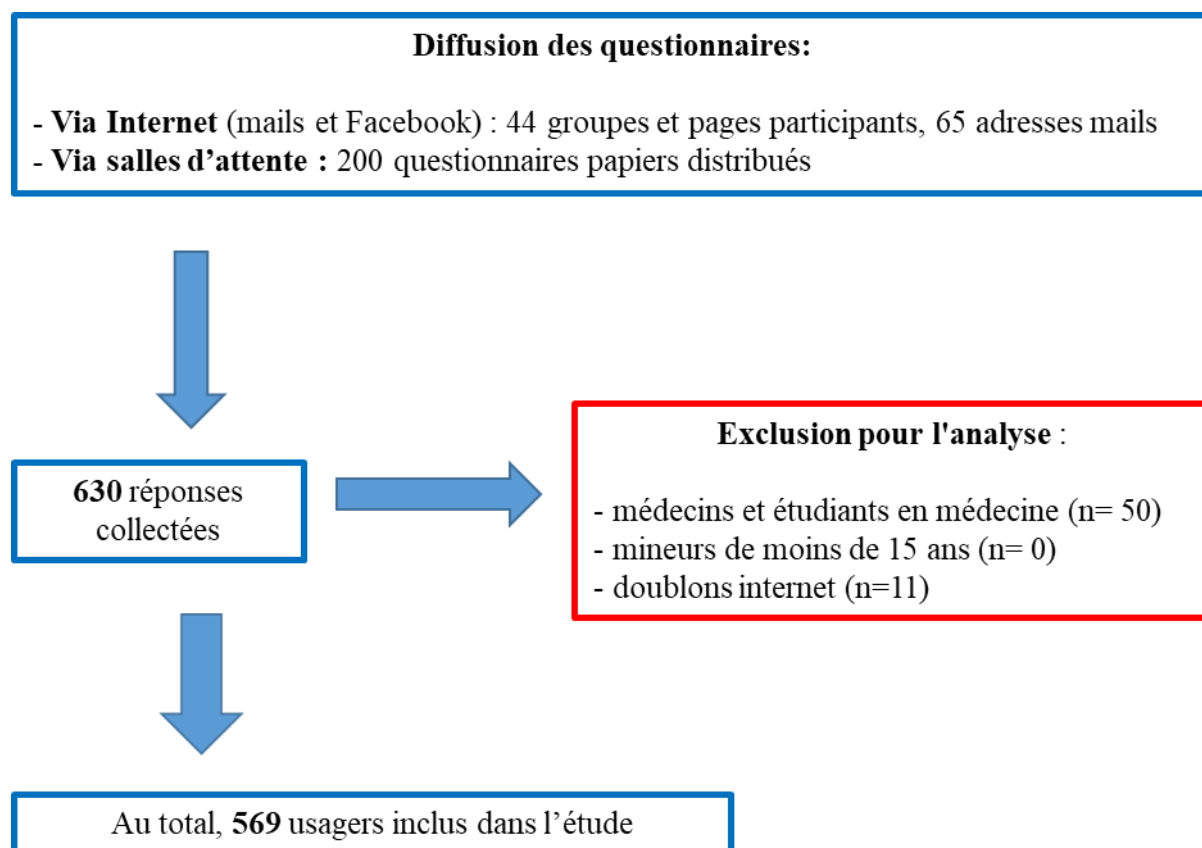 Diffusion des questionnaires:
- Via Internet (mails et Facebook) : 44 groupes et pages participants, 65 adresses mails
- Via salles d’attente : 200 questionnaires papiers distribués
630 réponses
collectées
Exclusion pour l'analyse :
- médecins et étudiants en médecine (n= 50)
- mineurs de moins de 15 ans (n= 0)
- doublons internet (n=11)
Au total, 569 usagers inclus dans l’étude